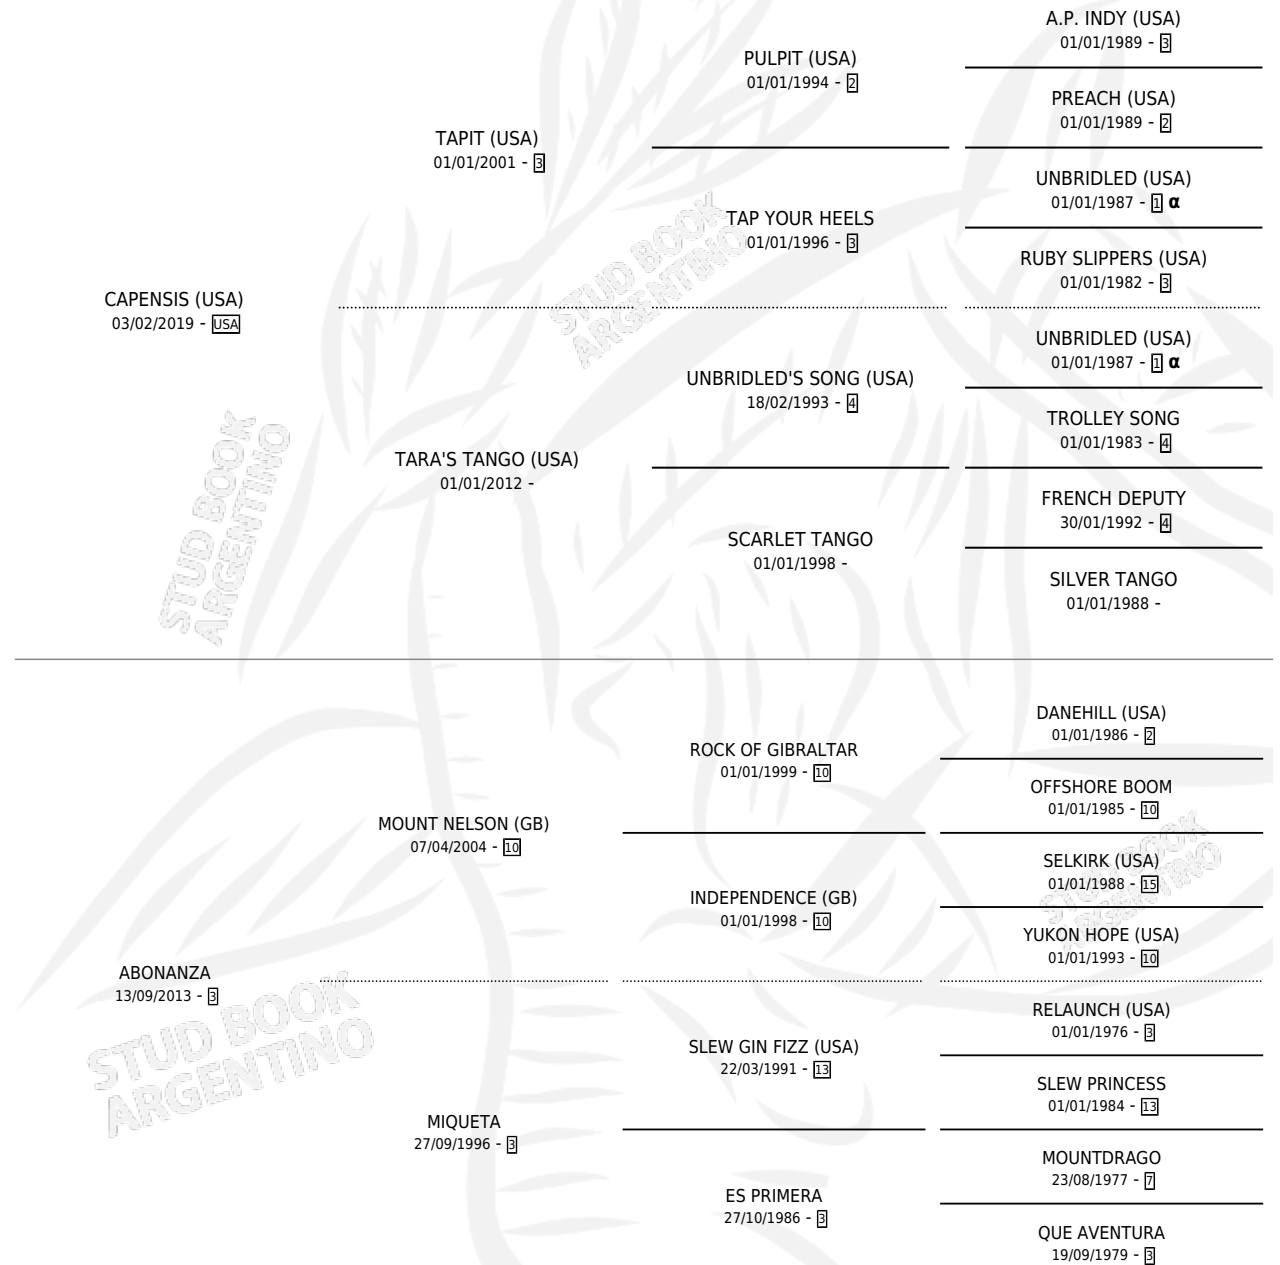 A.P. INDY (USA)
01/01/1989 - 3
PULPIT (USA)
01/01/1994 - 2
PREACH (USA)
01/01/1989 - 2
TAPIT (USA)
01/01/2001 - 3
UNBRIDLED (USA)
01/01/1987 - 1 α
TAP YOUR HEELS
01/01/1996 - 3
RUBY SLIPPERS (USA)
01/01/1982 - 3
CAPENSIS (USA)
03/02/2019 - USA
UNBRIDLED (USA)
01/01/1987 - 1 α
UNBRIDLED'S SONG (USA)
18/02/1993 - 4
TROLLEY SONG
01/01/1983 - 4
TARA'S TANGO (USA)
01/01/2012 -
FRENCH DEPUTY
30/01/1992 - 4
SCARLET TANGO
01/01/1998 -
SILVER TANGO
01/01/1988 -
DANEHILL (USA)
01/01/1986 - 2
ROCK OF GIBRALTAR
01/01/1999 - 10
OFFSHORE BOOM
01/01/1985 - 10
MOUNT NELSON (GB)
07/04/2004 - 10
SELKIRK (USA)
01/01/1988 - 15
INDEPENDENCE (GB)
01/01/1998 - 10
YUKON HOPE (USA)
01/01/1993 - 10
ABONANZA
13/09/2013 - 3
RELAUNCH (USA)
01/01/1976 - 3
SLEW GIN FIZZ (USA)
22/03/1991 - 13
SLEW PRINCESS
01/01/1984 - 13
MIQUETA
27/09/1996 - 3
MOUNTDRAGO
23/08/1977 - 7
ES PRIMERA
27/10/1986 - 3
QUE AVENTURA
19/09/1979 - 3
STUD BOOK
ARGENTINO
STUD BOOK
ARGENTINO
STUD BOOK
ARGENTINO
STUD BOOK
ARGENTINO